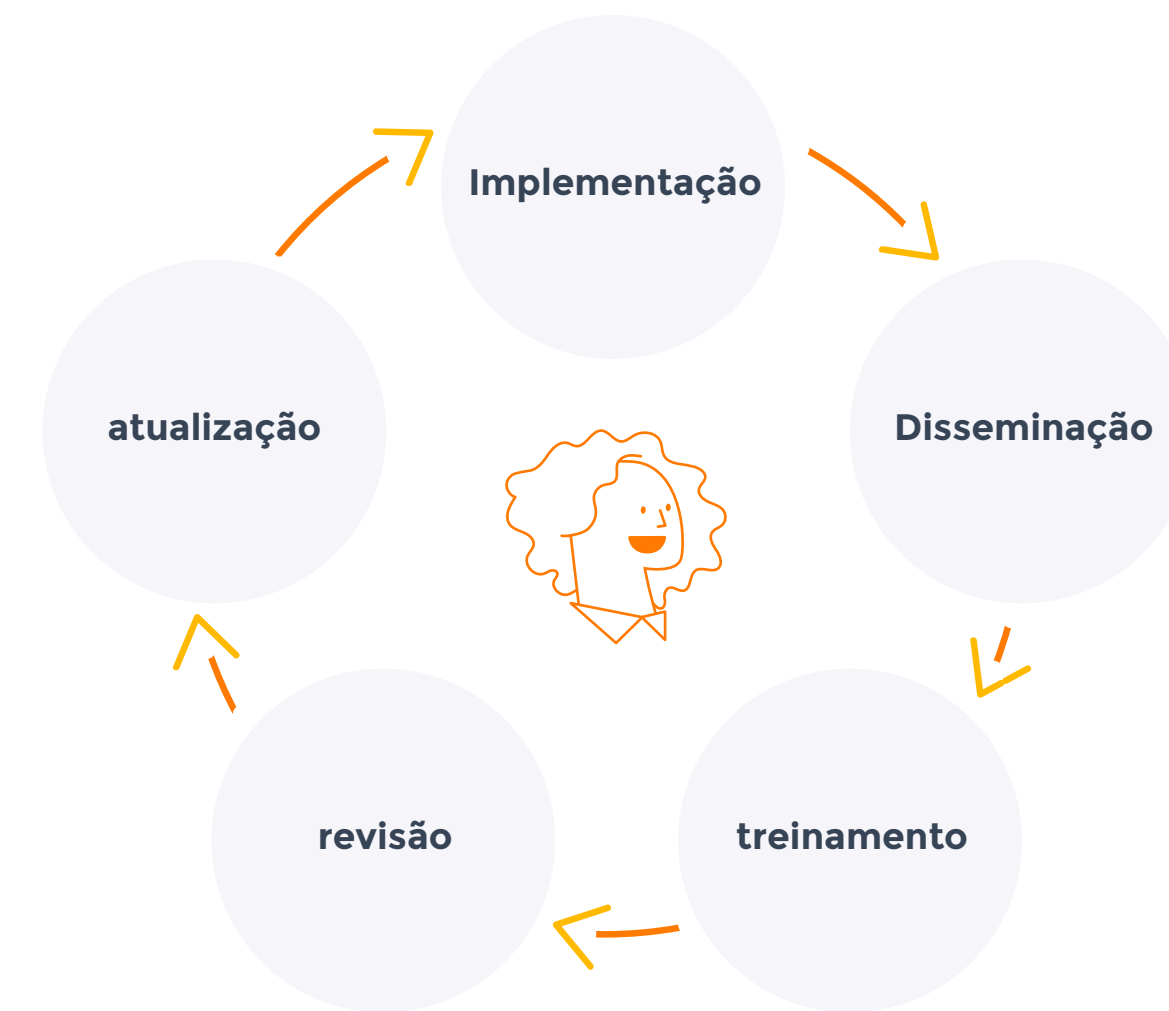 Implementação
Disseminação
treinamento
revisão
atualização